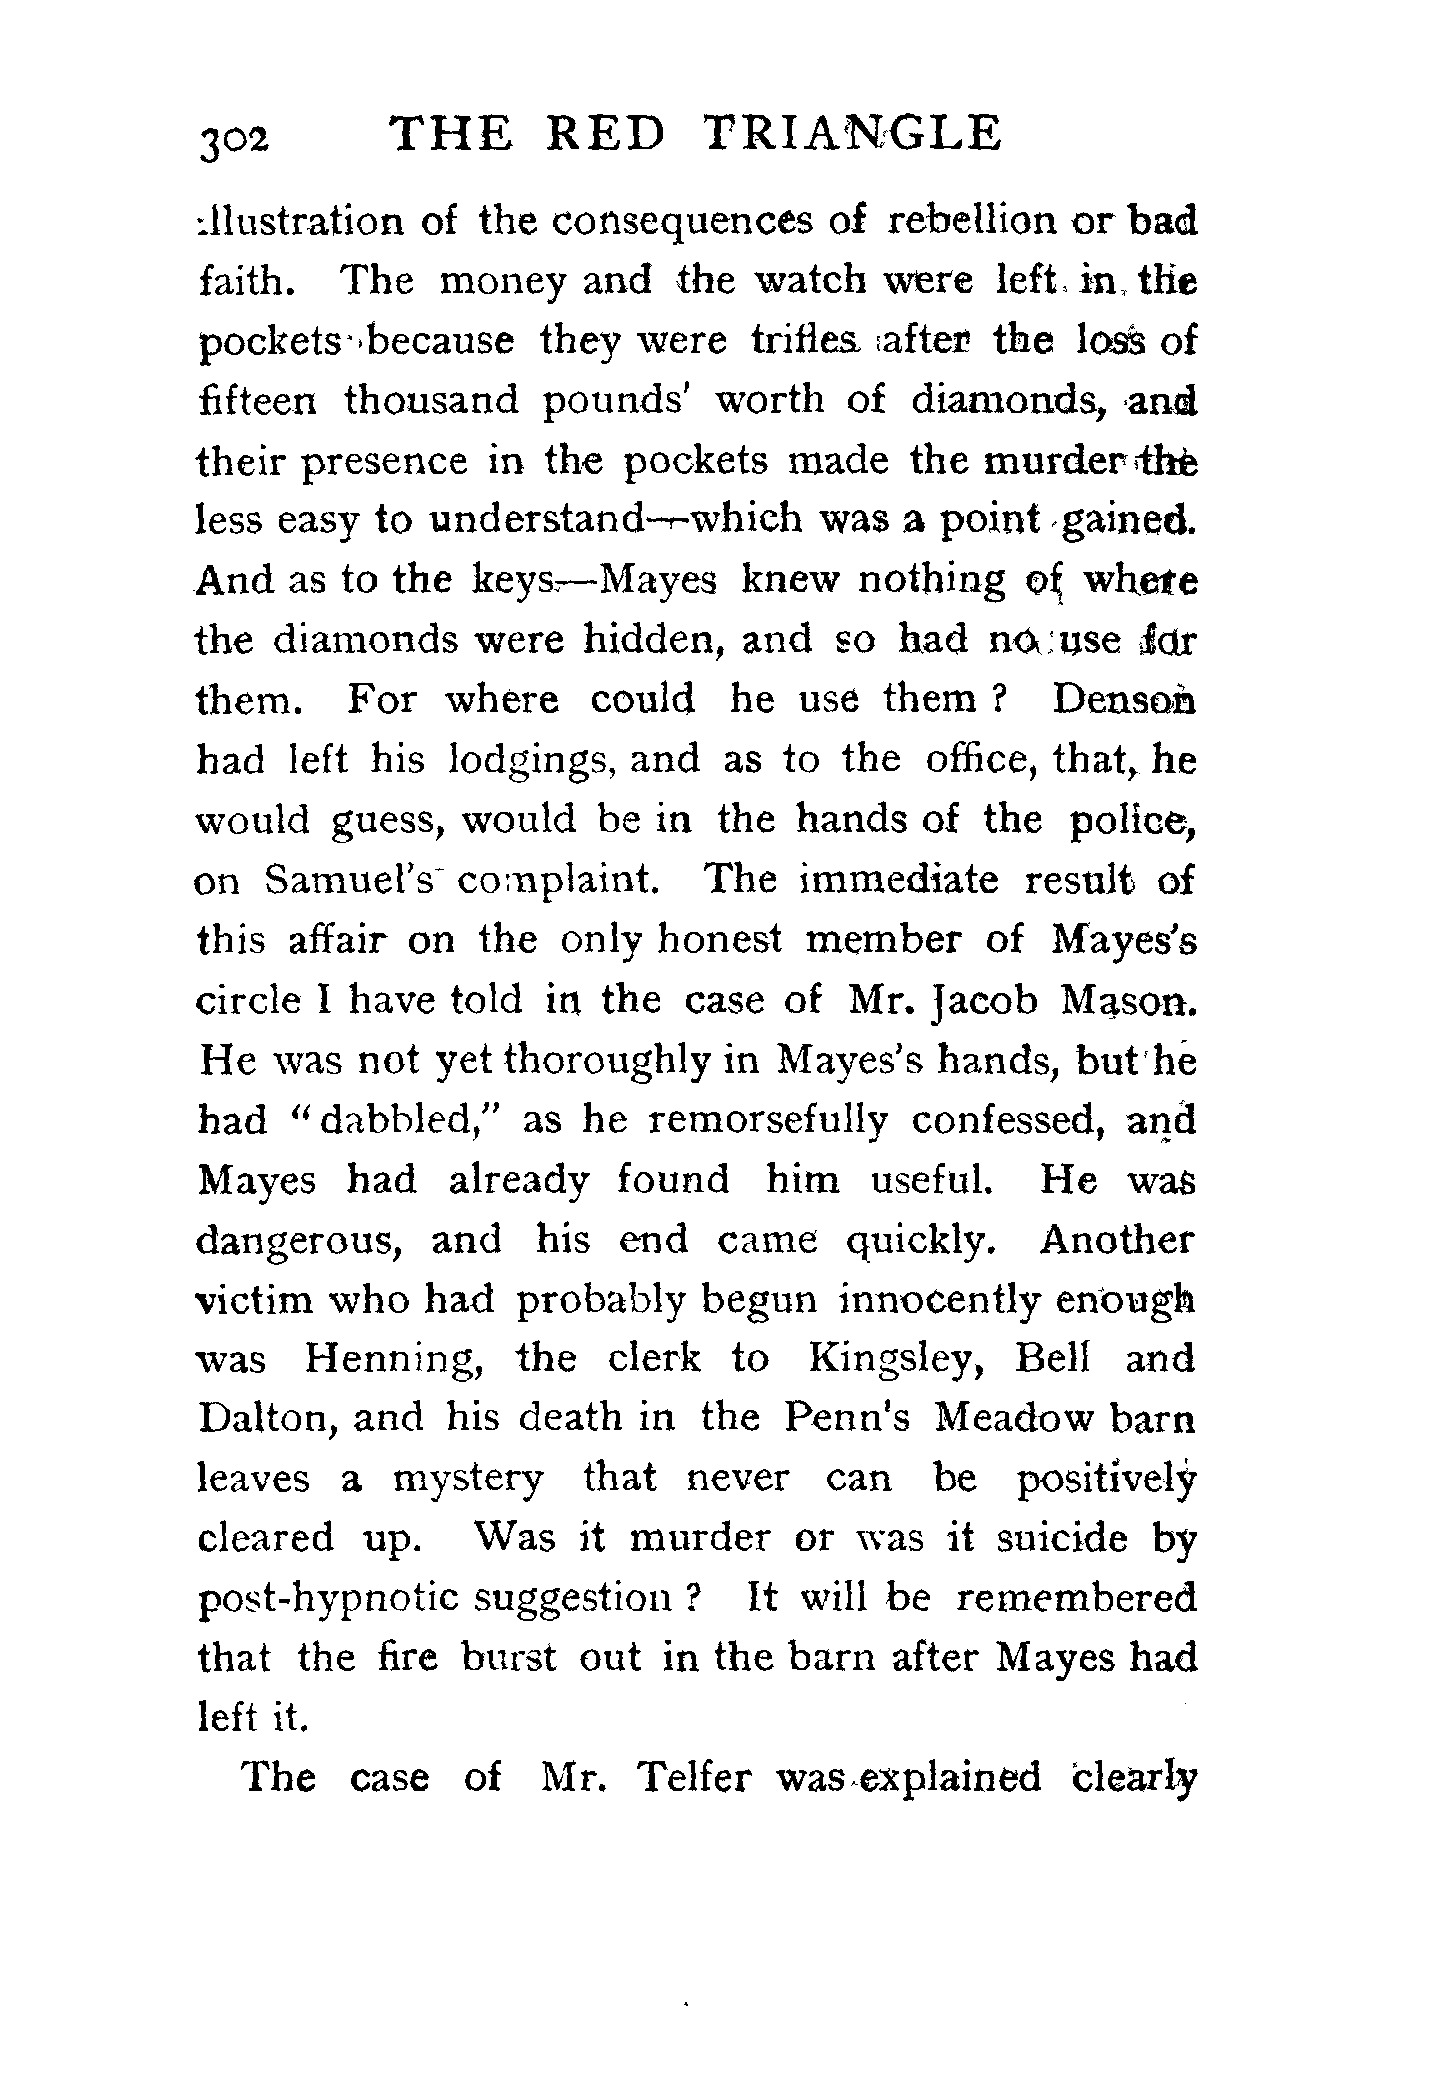 302 THE RED TRIANGLE
illustration of the consequences of rebellion or bad
faith. The money and the watch were left in the
pockets because they were trifles after the loss of
fifteen thousand pounds' worth of diamonds, and
their presence in the pockets made the murder the
less easy to understand—which was a point gained.
And as to the keys—Mayes knew nothing of where
the diamonds were hidden, and so had no use for
them. For where could he use them ? Denson
had left his lodgings, and as to the office, that, he
would guess, would be in the hands of the police,
on Samuel's complaint. The immediate result of
this affair on the only honest member of Mayes's
circle I have told in the case of Mr. Jacob Mason.
He was not yet thoroughly in Mayes's hands, but he
had "dabbled," as he remorsefully confessed, and
Mayes had already found him useful. He was
dangerous, and his end came quickly. Another
victim who had probably begun innocently enough
was Henning, the clerk to Kingsley, Bell and
Dalton, and his death in the Penn's Meadow barn
leaves a mystery that never can be positively
cleared up. Was it murder or was it suicide by
post-hypnotic suggestion ? It will be remembered
that the fire burst out in the barn after Mayes had
left it.
The case of Mr. Telfer was explained clearly